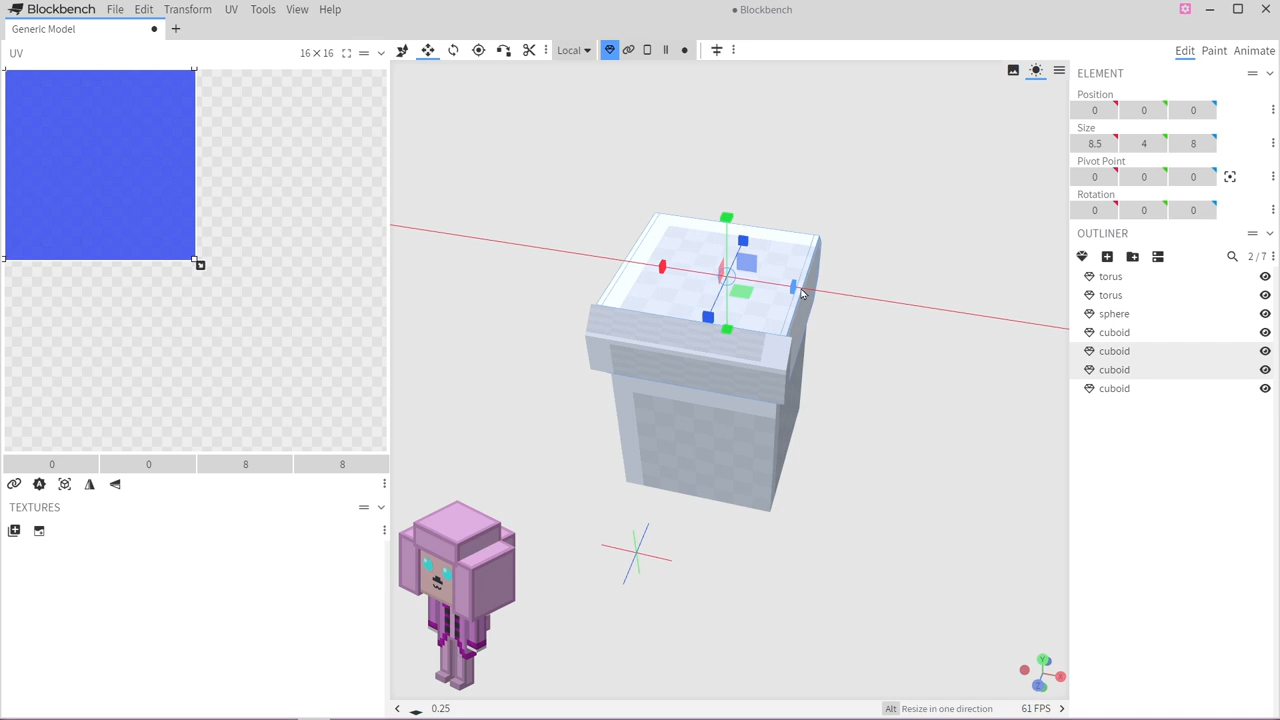 Blockbench File Edit Transform UV Tools View Help Blockbench
Generic Model
UV 16×16
Local
Edit Paint Animate
ELEMENT
Position
0 0 0
Size
8.5 4 8
Pivot Point
0 0 0
Rotation
0 0 0
OUTLINER
2/7
torus
torus
sphere
cuboid
cuboid
cuboid
cuboid
0 0 8 8
TEXTURES
Y
X
Z
0.25 Alt Resize in one direction 61 FPS